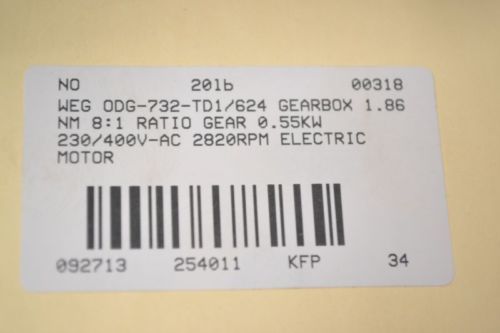 NO 201b 00318
WEG ODG-732-TD1/624 GEARBOX 1.86
NM 8:1 RATIO GEAR 0.55KW
230/400V-AC 2820RPM ELECTRIC
MOTOR
092713 254011 KFP 34